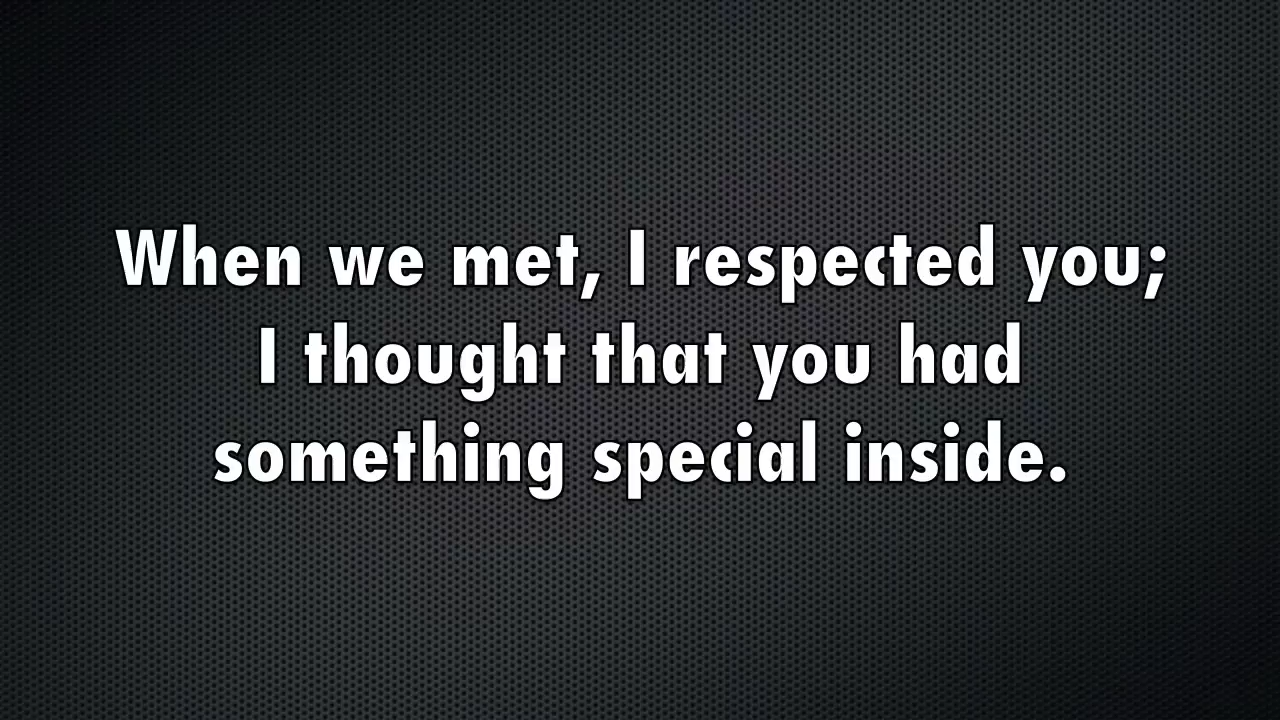 When we met, I respected you;
I thought that you had
something special inside.